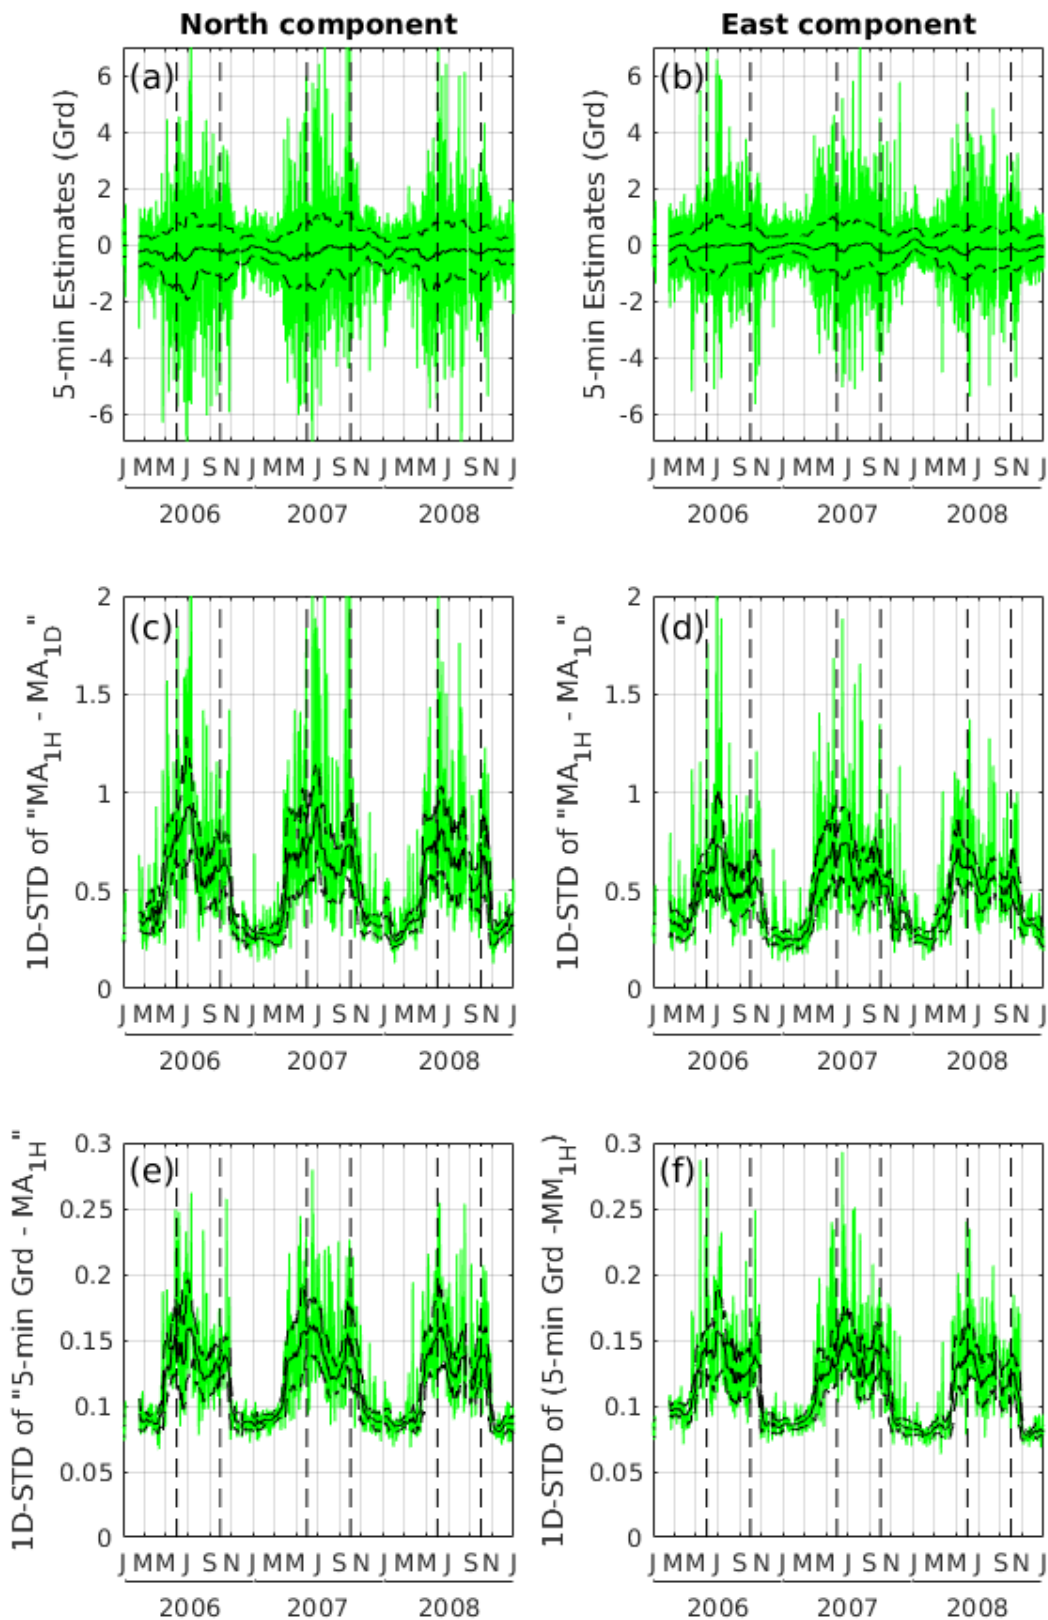 North component
East component
(a)
5-min Estimates (Grd)
6
4
2
0
-2
-4
-6
J M M J S N J M M J S N J M M J S N J
2006 2007 2008
(b)
5-min Estimates (Grd)
6
4
2
0
-2
-4
-6
J M M J S N J M M J S N J M M J S N J
2006 2007 2008
(c)
1D-STD of "MA1H - MA1D"
2
1.5
1
0.5
0
J M M J S N J M M J S N J M M J S N J
2006 2007 2008
(d)
1D-STD of "MA1H - MA1D"
2
1.5
1
0.5
0
J M M J S N J M M J S N J M M J S N J
2006 2007 2008
(e)
1D-STD of "5-min Grd - MA1H"
0.3
0.25
0.2
0.15
0.1
0.05
0
J M M J S N J M M J S N J M M J S N J
2006 2007 2008
(f)
1D-STD of (5-min Grd -MM1H)
0.3
0.25
0.2
0.15
0.1
0.05
0
J M M J S N J M M J S N J M M J S N J
2006 2007 2008